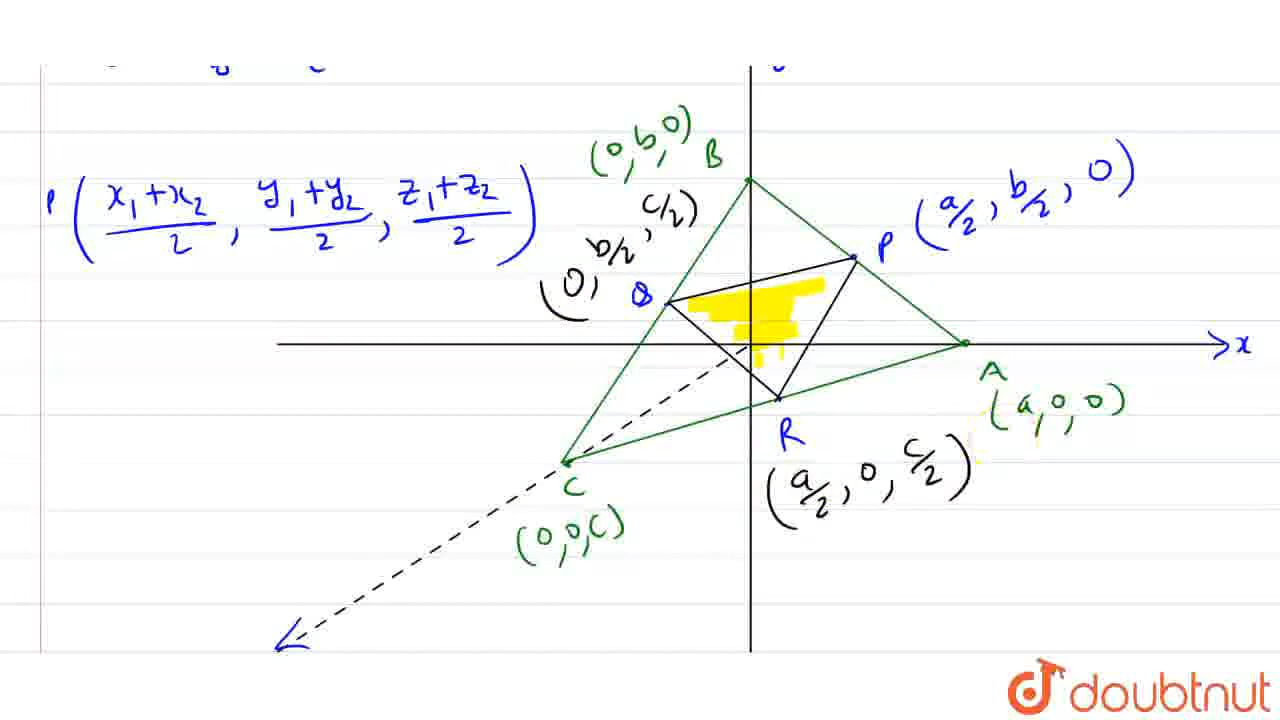 (0, b, 0)
B
P ( x₁+x₂/2 , y₁+y₂/2 , z₁+z₂/2 )
(0, b/2, c/2)
Q
P (a/2, b/2, 0)
x
A
(a, 0, 0)
R
(a/2, 0, c/2)
C
(0, 0, c)
doubtnut